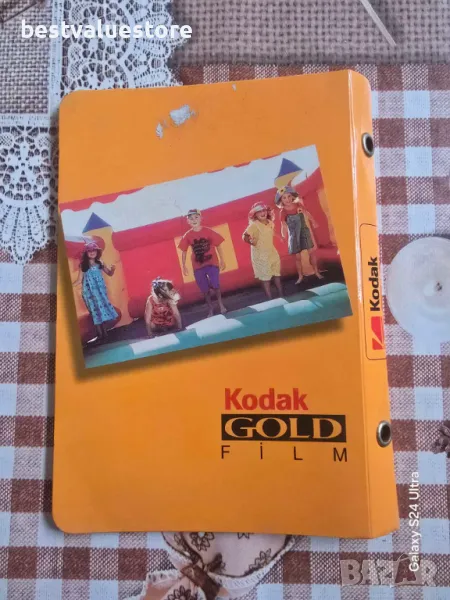 bestvaluestore
Kodak
Kodak
GOLD
FİLM
Galaxy S24 Ultra
BAZAR